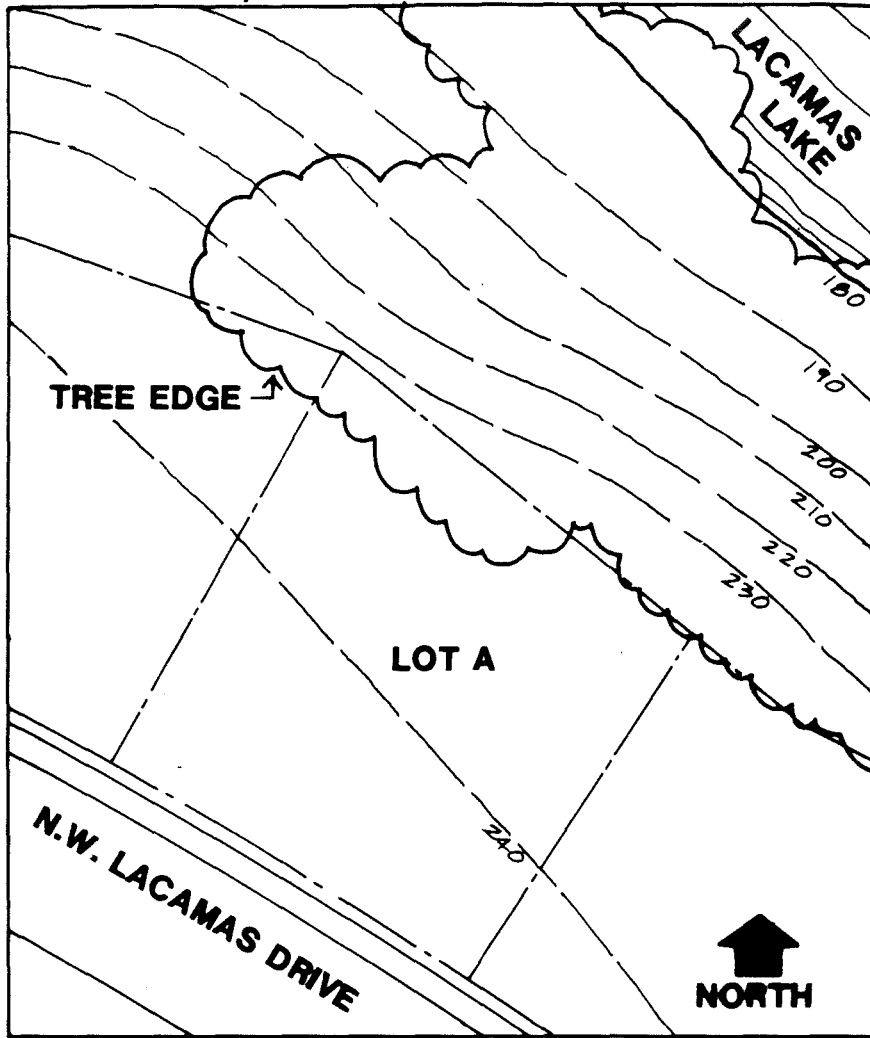 LACAMAS
LAKE
180
190
TREE EDGE
200
210
220
230
LOT A
240
N.W. LACAMAS DRIVE
NORTH